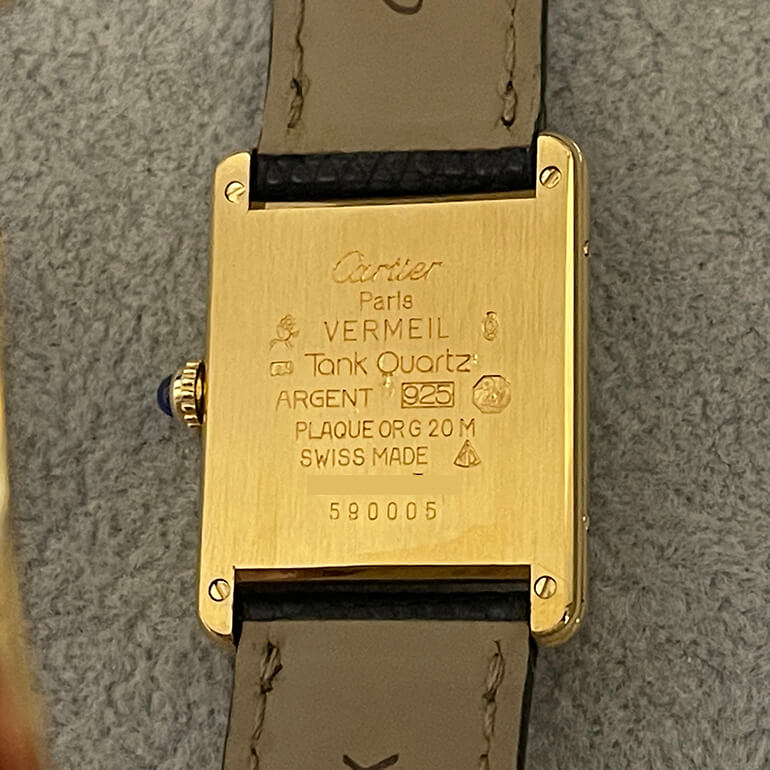 Cartier
Paris
VERMEIL
Tank Quartz
ARGENT 925
PLAQUE OR G 20 M
SWISS MADE
590005